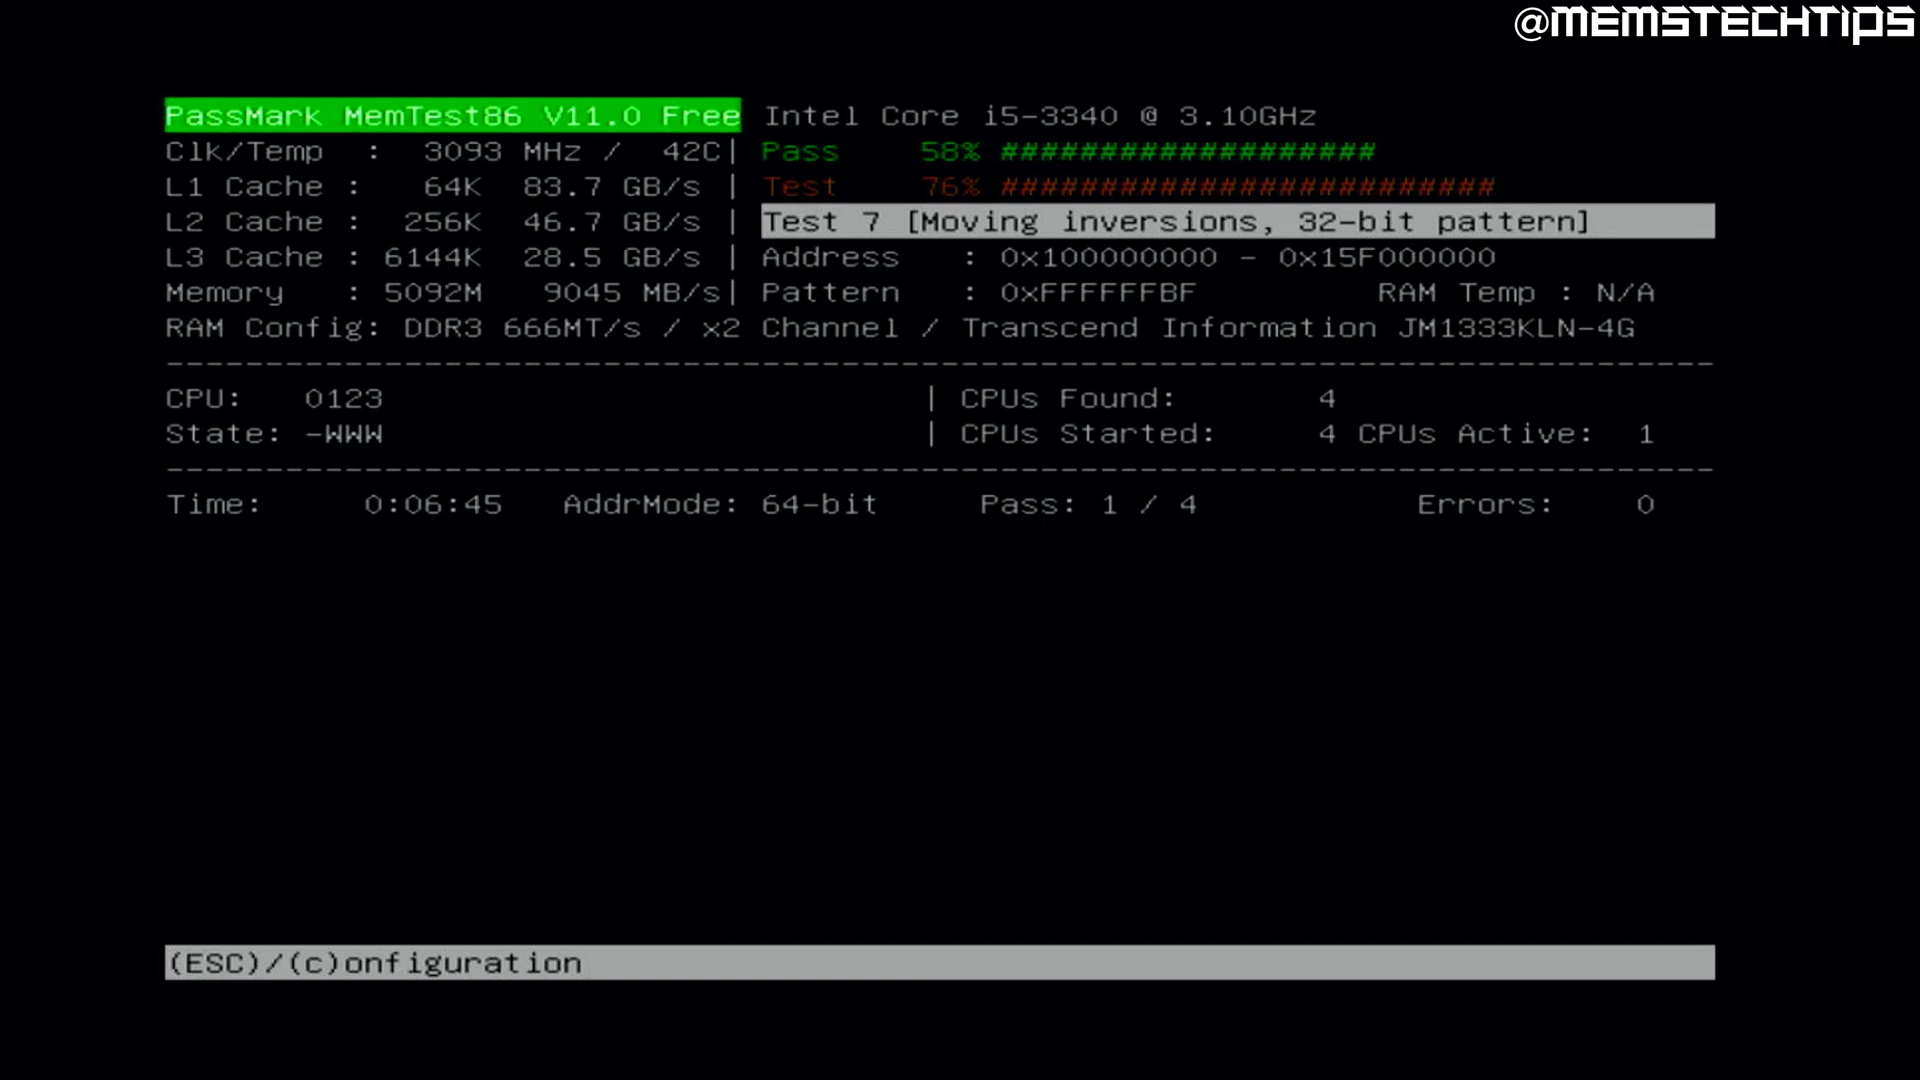 @MEMSTECHTIPS
PassMark MemTest86 V11.0 Free Intel Core i5-3340 @ 3.10GHz
Clk/Temp : 3093 MHz / 42C| Pass 58% ###################
L1 Cache : 64K 83.7 GB/s | Test 76% #########################
L2 Cache : 256K 46.7 GB/s | Test 7 [Moving inversions, 32-bit pattern]
L3 Cache : 6144K 28.5 GB/s | Address : 0x100000000 - 0x15F000000
Memory : 5092M 9045 MB/s| Pattern : 0xFFFFFFBF RAM Temp : N/A
RAM Config: DDR3 666MT/s / x2 Channel / Transcend Information JM1333KLN-4G
------------------------------------------------------------------------------
CPU: 0123 | CPUs Found: 4
State: -WWW | CPUs Started: 4 CPUs Active: 1
------------------------------------------------------------------------------
Time: 0:06:45 AddrMode: 64-bit Pass: 1 / 4 Errors: 0
(ESC)/(c)onfiguration